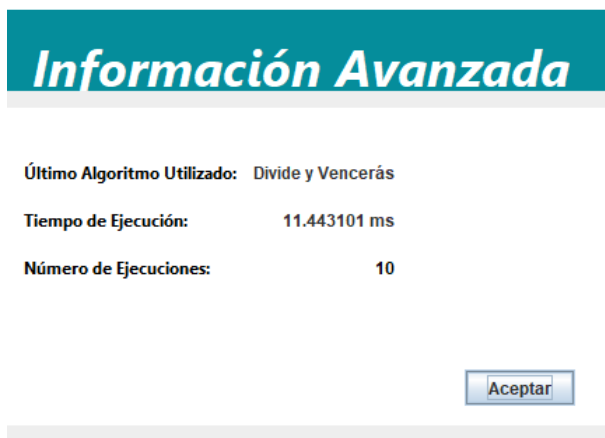 Información Avanzada
Último Algoritmo Utilizado: Divide y Vencerás
Tiempo de Ejecución: 11.443101 ms
Número de Ejecuciones: 10
Aceptar